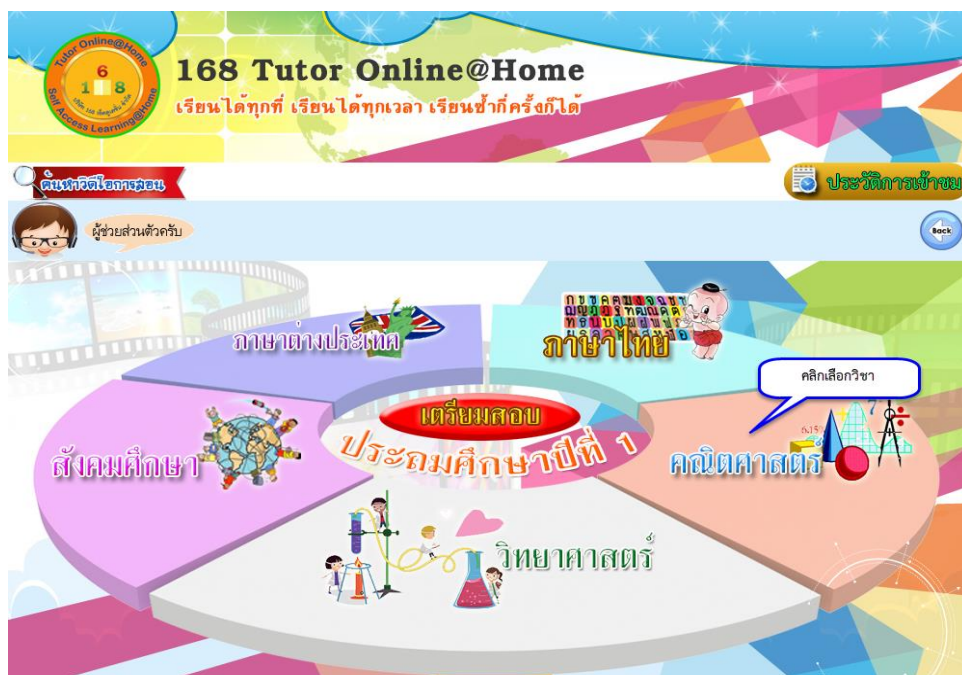 Tutor Online@Home
6
1 8
Self Access Learning@Home
168 Tutor Online@Home
เรียนได้ทุกที่ เรียนได้ทุกเวลา เรียนซ้ำกี่ครั้งก็ได้
ค้นหาวิดีโอการสอน
ประวัติการเข้าชม
ผู้ช่วยส่วนตัวครับ
Back
ภาษาต่างประเทศ
ภาษาไทย
คลิกเลือกวิชา
เตรียมสอบ
ประถมศึกษาปีที่ 1
สังคมศึกษา
คณิตศาสตร์
วิทยาศาสตร์